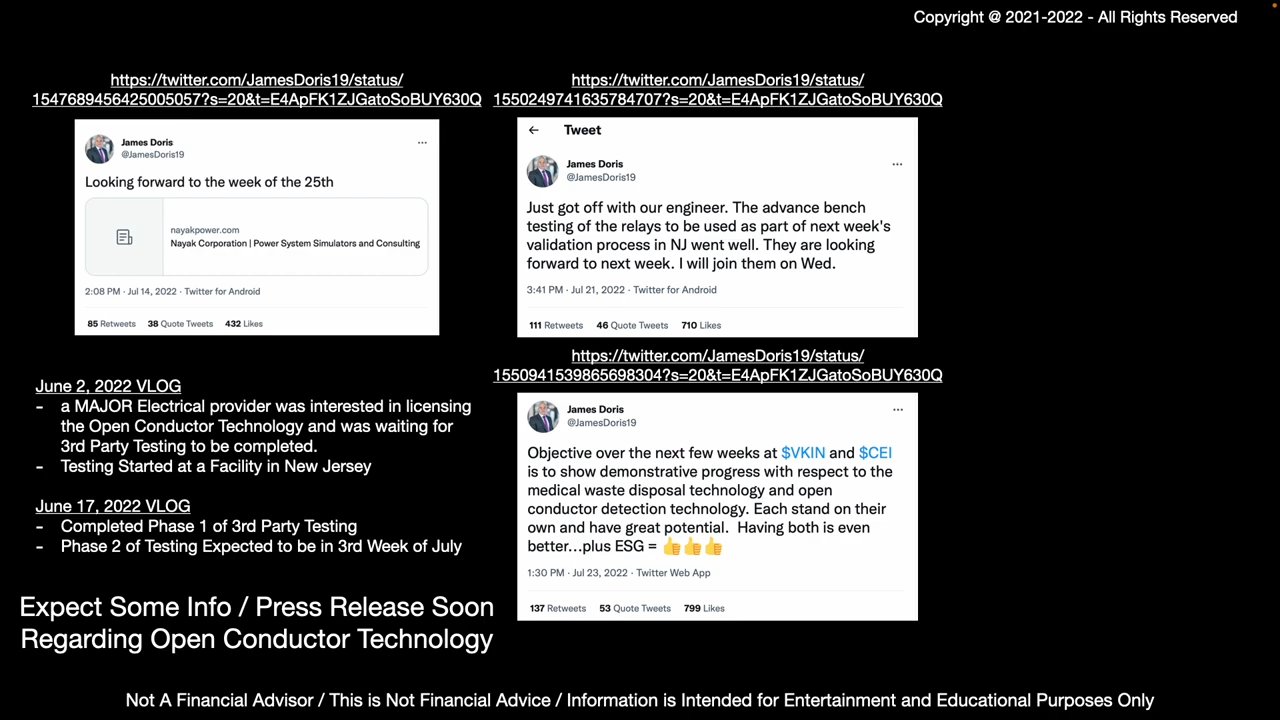 Copyright @ 2021-2022 - All Rights Reserved
https://twitter.com/JamesDoris19/status/
1547689456425005057?s=20&t=E4ApFK1ZJGatoSoBUY630Q
James Doris
@JamesDoris19
Looking forward to the week of the 25th
nayakpower.com
Nayak Corporation | Power System Simulators and Consulting
2:08 PM · Jul 14, 2022 · Twitter for Android
85 Retweets 38 Quote Tweets 432 Likes
June 2, 2022 VLOG
- a MAJOR Electrical provider was interested in licensing
the Open Conductor Technology and was waiting for
3rd Party Testing to be completed.
- Testing Started at a Facility in New Jersey
June 17, 2022 VLOG
- Completed Phase 1 of 3rd Party Testing
- Phase 2 of Testing Expected to be in 3rd Week of July
Expect Some Info / Press Release Soon
Regarding Open Conductor Technology
https://twitter.com/JamesDoris19/status/
1550249741635784707?s=20&t=E4ApFK1ZJGatoSoBUY630Q
← Tweet
James Doris
@JamesDoris19
Just got off with our engineer. The advance bench
testing of the relays to be used as part of next week's
validation process in NJ went well. They are looking
forward to next week. I will join them on Wed.
3:41 PM · Jul 21, 2022 · Twitter for Android
111 Retweets 46 Quote Tweets 710 Likes
https://twitter.com/JamesDoris19/status/
1550941539865698304?s=20&t=E4ApFK1ZJGatoSoBUY630Q
James Doris
@JamesDoris19
Objective over the next few weeks at $VKIN and $CEI
is to show demonstrative progress with respect to the
medical waste disposal technology and open
conductor detection technology. Each stand on their
own and have great potential. Having both is even
better...plus ESG = 👍👍👍
1:30 PM · Jul 23, 2022 · Twitter Web App
137 Retweets 53 Quote Tweets 799 Likes
Not A Financial Advisor / This is Not Financial Advice / Information is Intended for Entertainment and Educational Purposes Only